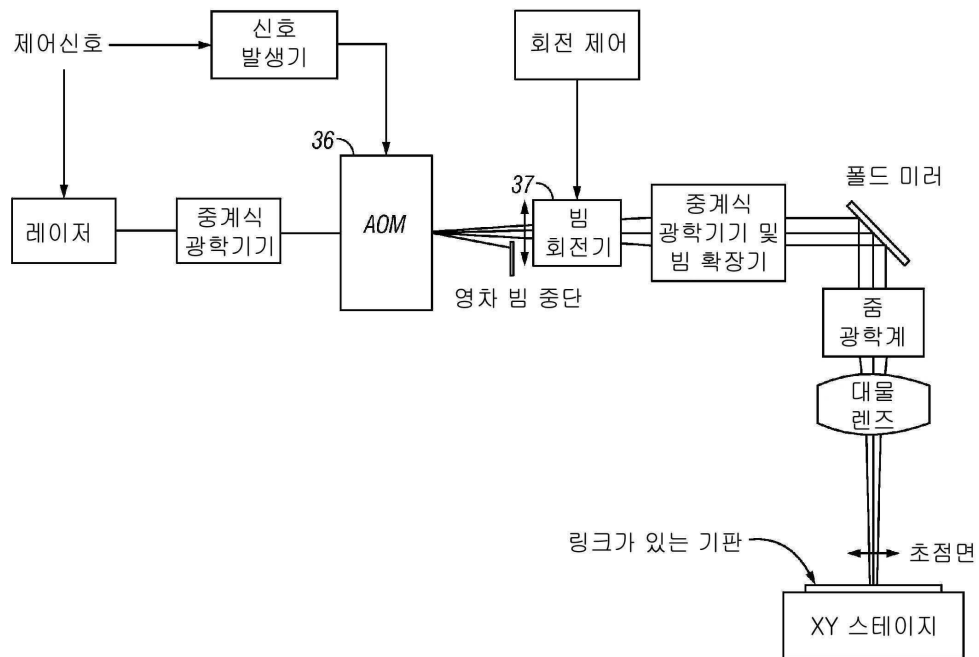 제어신호
신호
발생기
회전 제어
36
AOM
37
빔
회전기
레이저
중계식
광학기기
영차 빔 중단
중계식
광학기기 및
빔 확장기
폴드 미러
줌
광학계
대물
렌즈
링크가 있는 기판
초점면
XY 스테이지